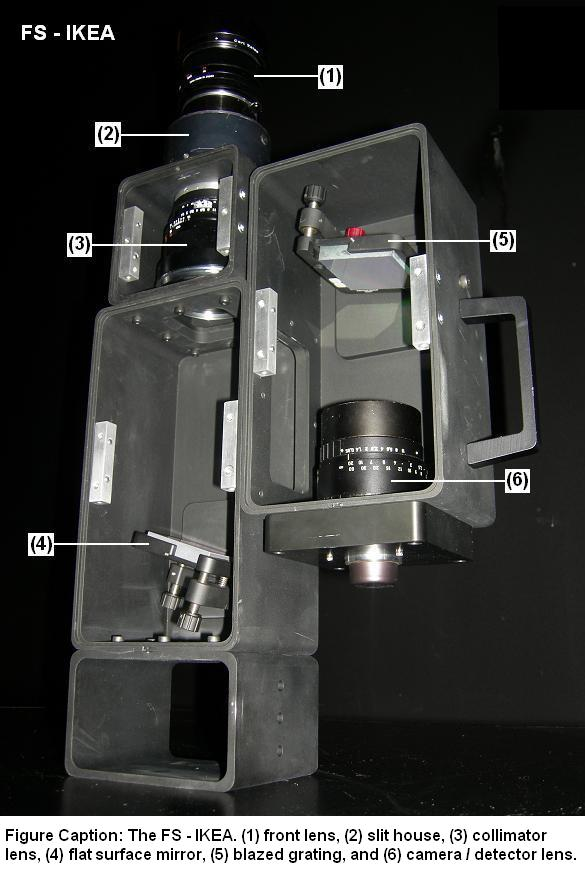 FS - IKEA
(1)
(2)
(3)
(5)
(6)
(4)
Figure Caption: The FS - IKEA. (1) front lens, (2) slit house, (3) collimator
lens, (4) flat surface mirror, (5) blazed grating, and (6) camera / detector lens.